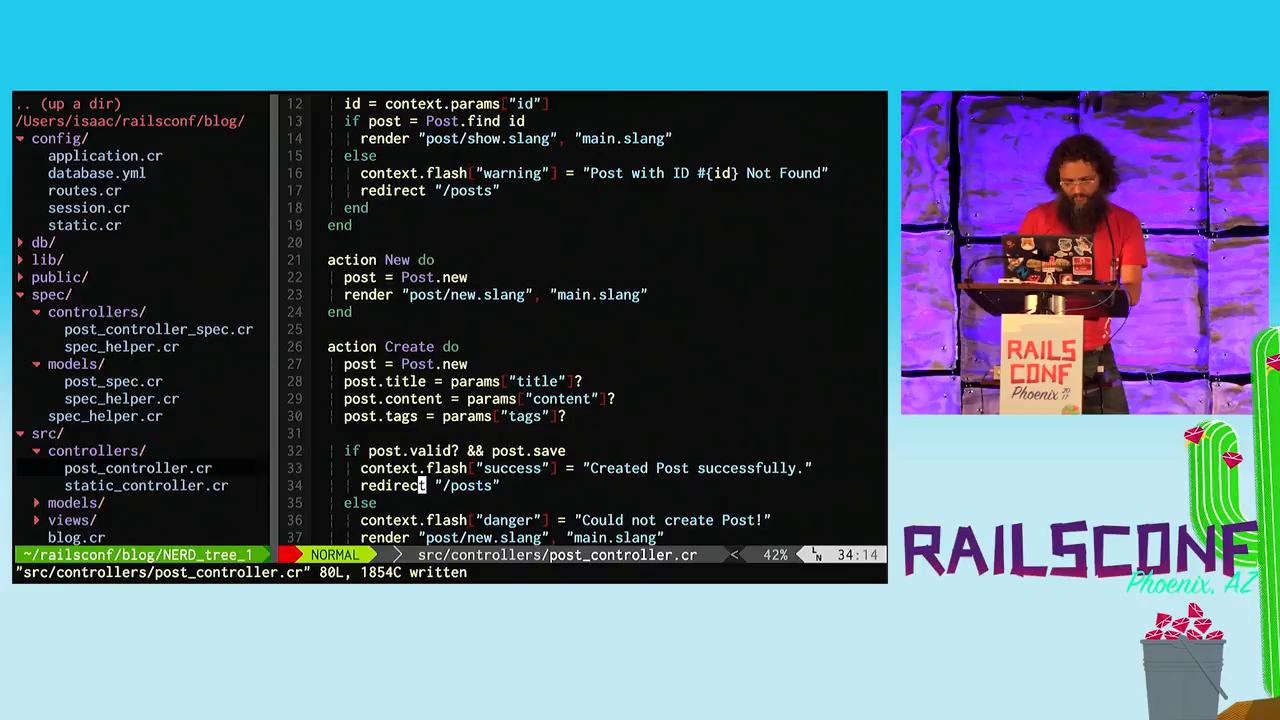 .. (up a dir)
/Users/isaac/railsconf/blog/
config/
application.cr
database.yml
routes.cr
session.cr
static.cr
db/
lib/
public/
spec/
controllers/
post_controller_spec.cr
spec_helper.cr
models/
post_spec.cr
spec_helper.cr
spec_helper.cr
src/
controllers/
post_controller.cr
static_controller.cr
models/
views/
blog.cr
~/railsconf/blog/NERD_tree_1
12 id = context.params["id"]
13 if post = Post.find id
14 render "post/show.slang", "main.slang"
15 else
16 context.flash["warning"] = "Post with ID #{id} Not Found"
17 redirect "/posts"
18 end
19 end
20
21 action New do
22 post = Post.new
23 render "post/new.slang", "main.slang"
24 end
25
26 action Create do
27 post = Post.new
28 post.title = params["title"]?
29 post.content = params["content"]?
30 post.tags = params["tags"]?
31
32 if post.valid? && post.save
33 context.flash["success"] = "Created Post successfully."
34 redirect "/posts"
35 else
36 context.flash["danger"] = "Could not create Post!"
37 render "post/new.slang", "main.slang"
NORMAL src/controllers/post_controller.cr < 42% LN 34:14
"src/controllers/post_controller.cr" 80L, 1854C written
RAILS
CONF
Phoenix 2017
RAILSCONF
Phoenix, AZ